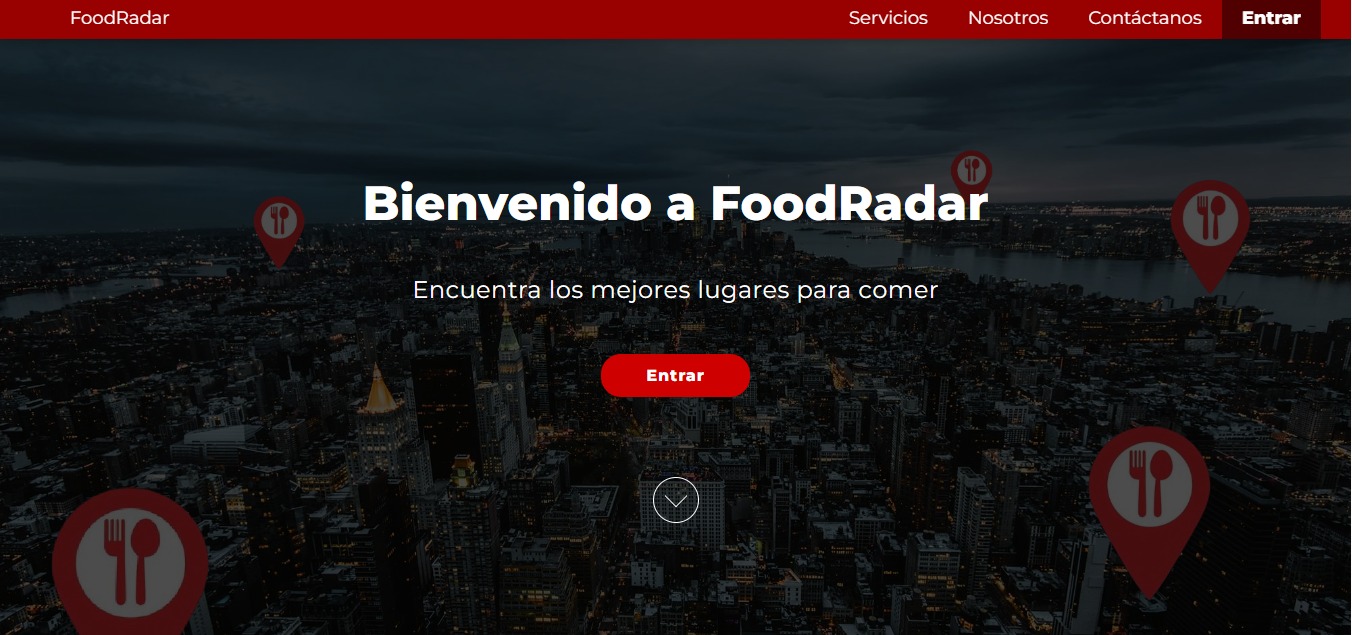 FoodRadar Servicios Nosotros Contáctanos Entrar
Bienvenido a FoodRadar
Encuentra los mejores lugares para comer
Entrar